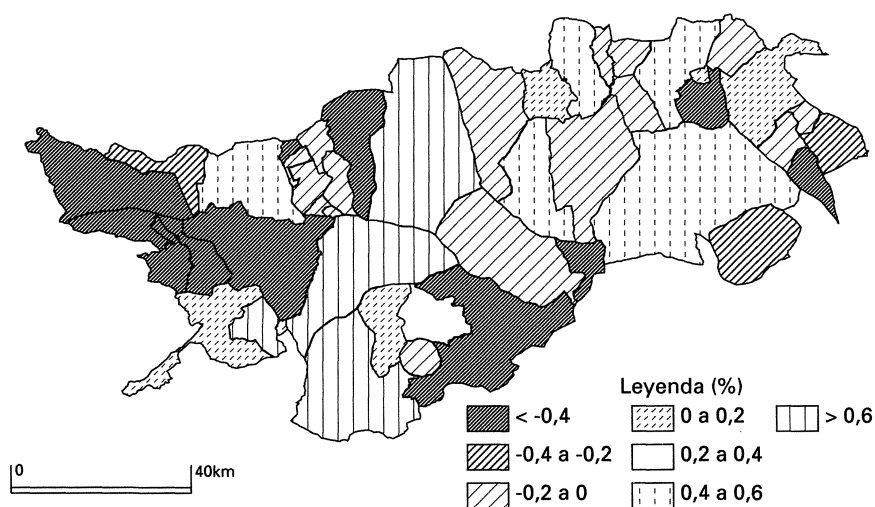 Leyenda (%)
< -0,4
0 a 0,2
> 0,6
-0,4 a -0,2
0,2 a 0,4
-0,2 a 0
0,4 a 0,6
0
40km